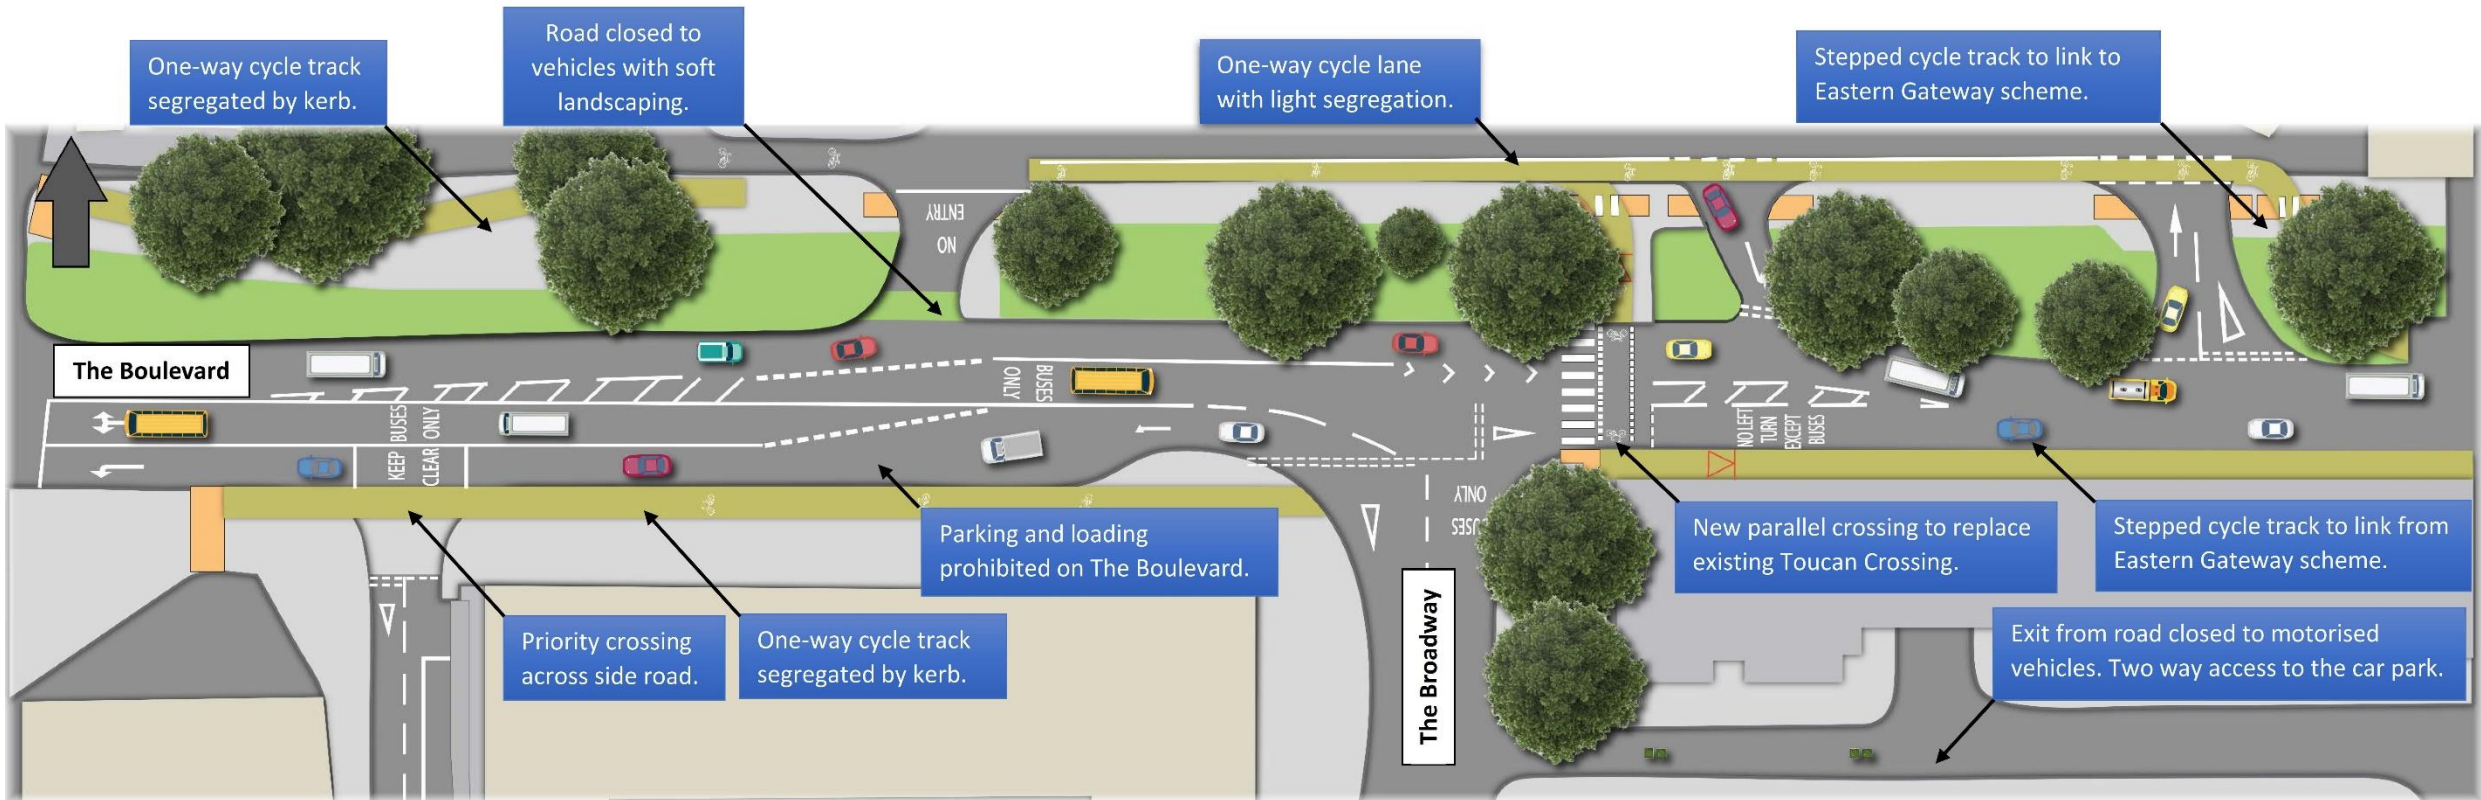 One-way cycle track
segregated by kerb.
Road closed to
vehicles with soft
landscaping.
One-way cycle lane
with light segregation.
Stepped cycle track to link to
Eastern Gateway scheme.
NO
ENTRY
The Boulevard
BUSES
ONLY
KEEP
CLEAR
BUSES
ONLY
NO LEFT
TURN
EXCEPT
BUSES
BUSES
ONLY
Parking and loading
prohibited on The Boulevard.
New parallel crossing to replace
existing Toucan Crossing.
Stepped cycle track to link from
Eastern Gateway scheme.
Priority crossing
across side road.
One-way cycle track
segregated by kerb.
The Broadway
Exit from road closed to motorised
vehicles. Two way access to the car park.